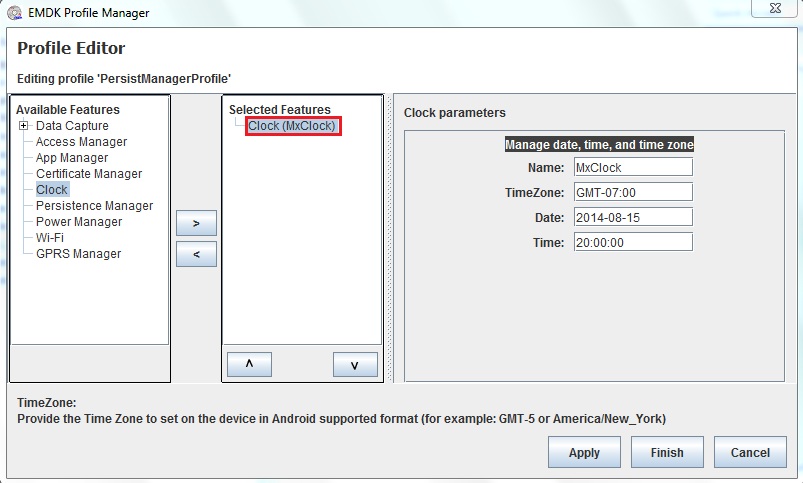 EMDK Profile Manager
Profile Editor
Editing profile 'PersistManagerProfile'
Available Features
Data Capture
Access Manager
App Manager
Certificate Manager
Clock
Persistence Manager
Power Manager
Wi-Fi
GPRS Manager
>
<
Selected Features
Clock (MxClock)
^
v
Clock parameters
Manage date, time, and time zone
Name: MxClock
TimeZone: GMT-07:00
Date: 2014-08-15
Time: 20:00:00
TimeZone:
Provide the Time Zone to set on the device in Android supported format (for example: GMT-5 or America/New_York)
Apply Finish Cancel